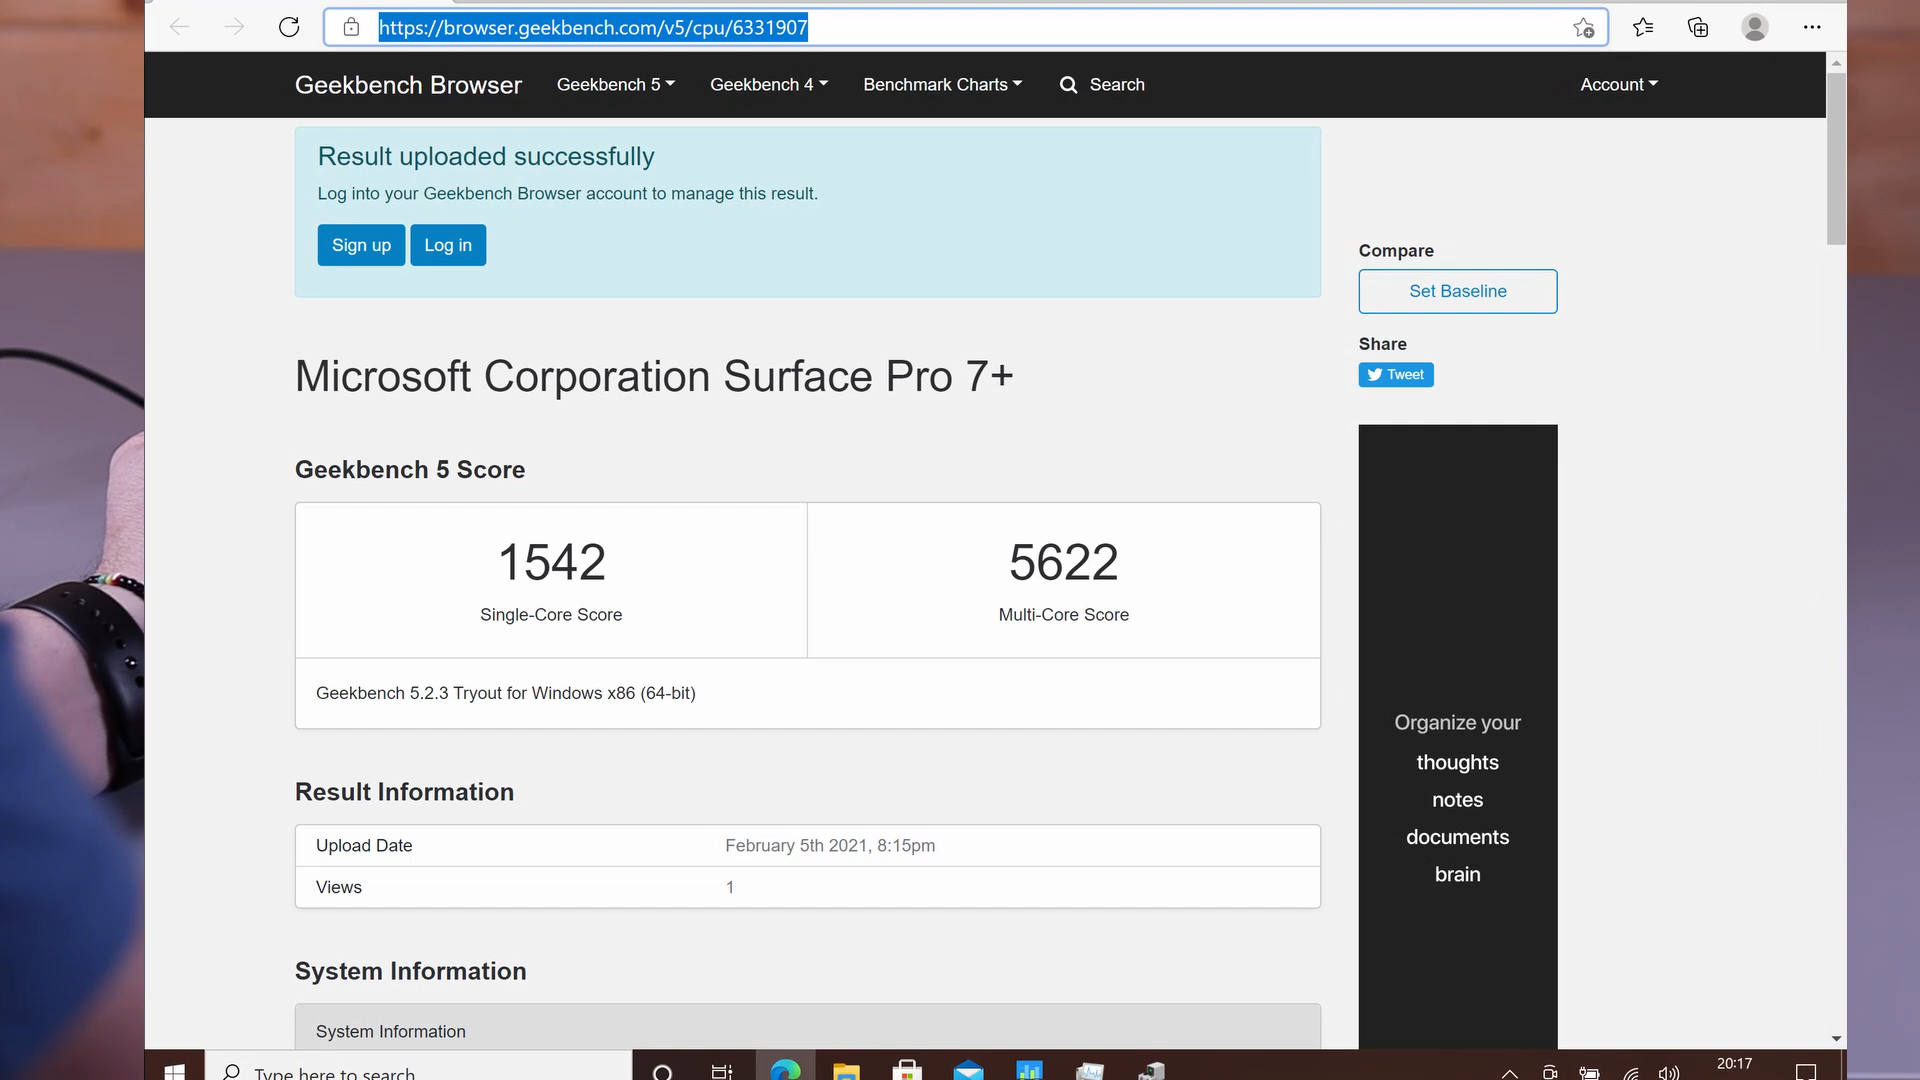 https://browser.geekbench.com/v5/cpu/6331907
Geekbench Browser
Geekbench 5
Geekbench 4
Benchmark Charts
Search
Account
Result uploaded successfully
Log into your Geekbench Browser account to manage this result.
Sign up
Log in
Compare
Set Baseline
Share
Tweet
Microsoft Corporation Surface Pro 7+
Geekbench 5 Score
1542
Single-Core Score
5622
Multi-Core Score
Geekbench 5.2.3 Tryout for Windows x86 (64-bit)
Result Information
Upload Date February 5th 2021, 8:15pm
Views 1
System Information
System Information
Organize your
thoughts
notes
documents
brain
Type here to search
20:17